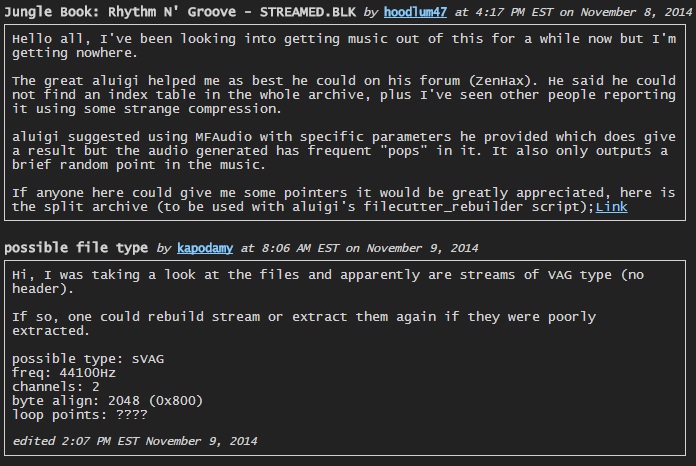 Jungle Book: Rhythm N' Groove - STREAMED.BLK by hoodlum47 at 4:17 PM EST on November 8, 2014
Hello all, I've been looking into getting music out of this for a while now but I'm
getting nowhere.
The great aluigi helped me as best he could on his forum (ZenHax). He said he could
not find an index table in the whole archive, plus I've seen other people reporting
it using some strange compression.
aluigi suggested using MFAudio with specific parameters he provided which does give
a result but the audio generated has frequent "pops" in it. It also only outputs a
brief random point in the music.
If anyone here could give me some pointers it would be greatly appreciated, here is
the split archive (to be used with aluigi's filecutter_rebuilder script);Link
possible file type by kapodamy at 8:06 AM EST on November 9, 2014
Hi, I was taking a look at the files and apparently are streams of VAG type (no
header).
If so, one could rebuild stream or extract them again if they were poorly
extracted.
possible type: sVAG
freq: 44100Hz
channels: 2
byte align: 2048 (0x800)
loop points: ????
edited 2:07 PM EST November 9, 2014